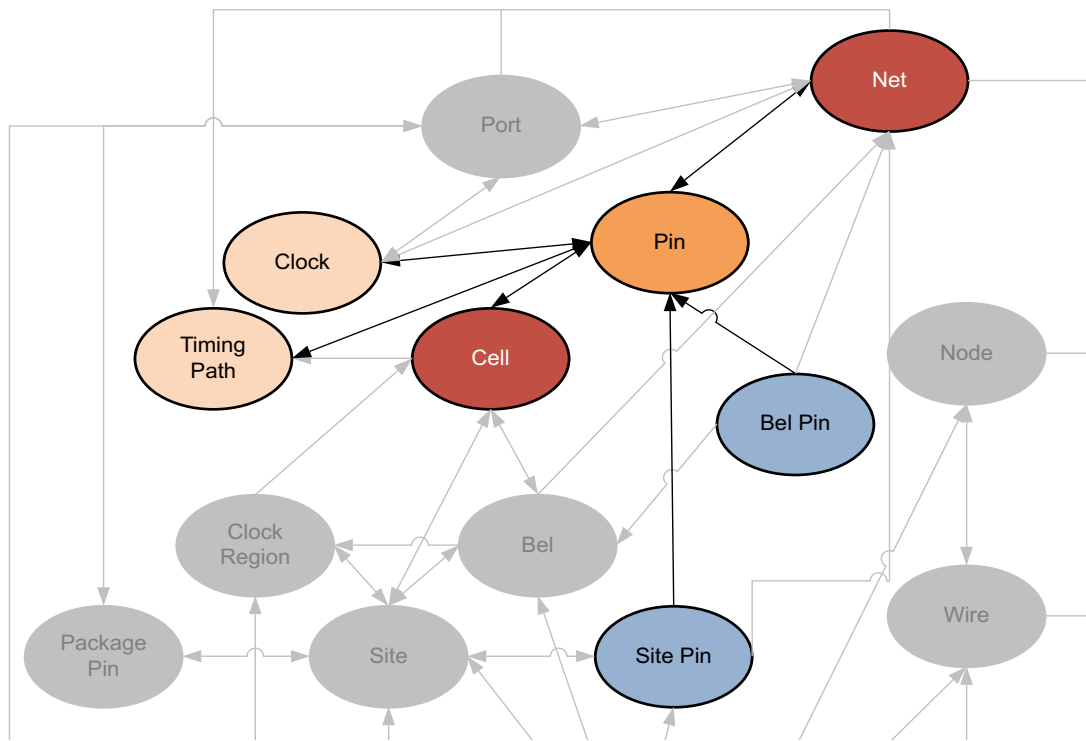 Net
Port
Pin
Clock
Timing
Path
Cell
Node
Bel Pin
Clock
Region
Bel
Wire
Package
Pin
Site
Site Pin